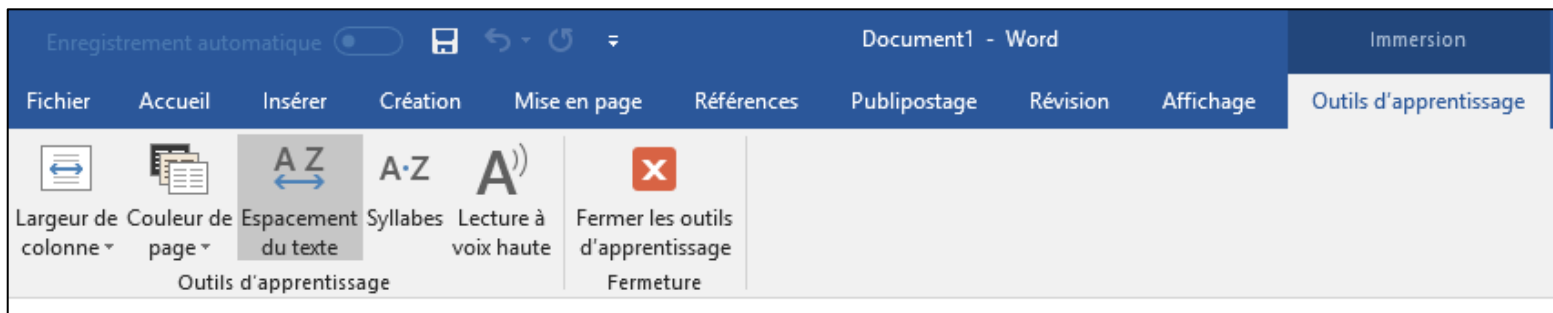 Enregistrement automatique Document1 - Word Immersion
Fichier Accueil Insérer Création Mise en page Références Publipostage Révision Affichage Outils d'apprentissage
A Z A·Z A
Largeur de Couleur de Espacement Syllabes Lecture à Fermer les outils
colonne page du texte voix haute d'apprentissage
Outils d'apprentissage Fermeture